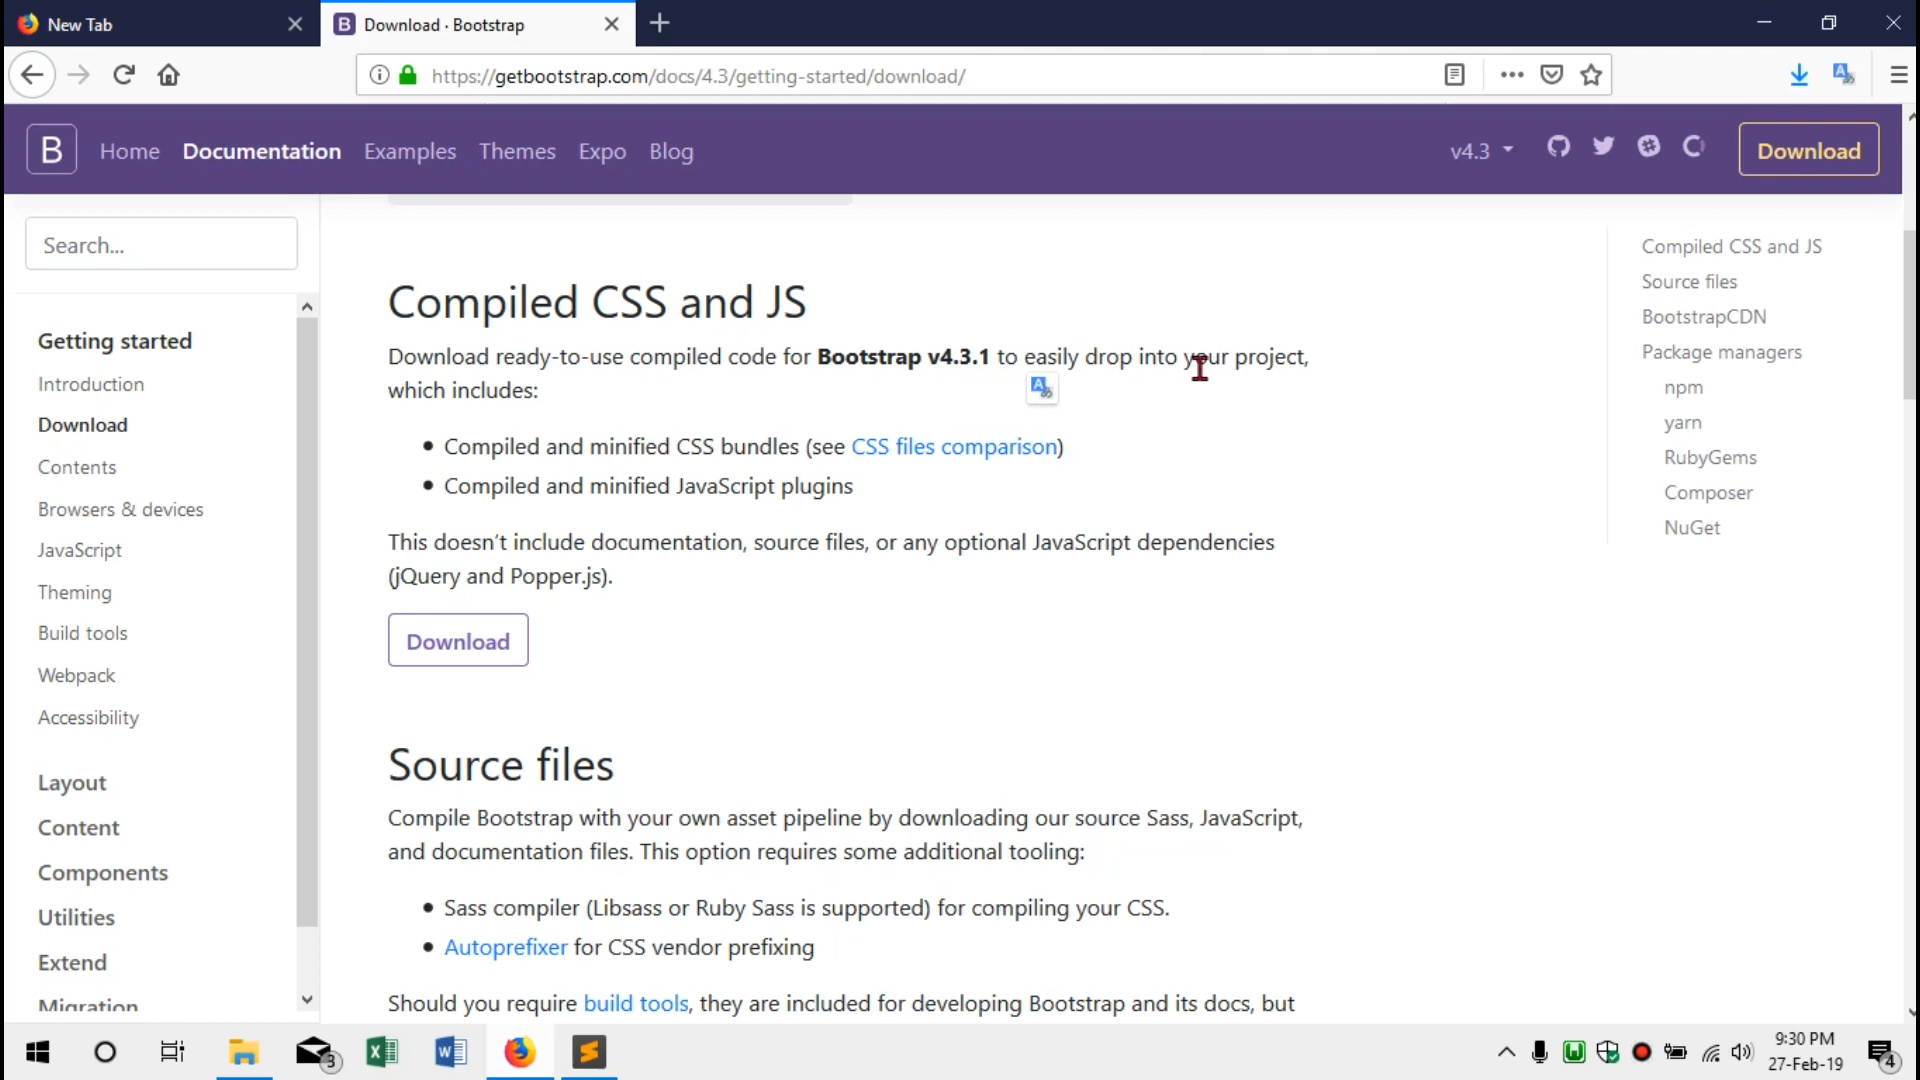 New Tab
B Download · Bootstrap
https://getbootstrap.com/docs/4.3/getting-started/download/
B Home Documentation Examples Themes Expo Blog v4.3 Download
Search...
Getting started
Introduction
Download
Contents
Browsers & devices
JavaScript
Theming
Build tools
Webpack
Accessibility
Layout
Content
Components
Utilities
Extend
Migration
Compiled CSS and JS
Download ready-to-use compiled code for Bootstrap v4.3.1 to easily drop into your project,
which includes:
• Compiled and minified CSS bundles (see CSS files comparison)
• Compiled and minified JavaScript plugins
This doesn’t include documentation, source files, or any optional JavaScript dependencies
(jQuery and Popper.js).
Download
Source files
Compile Bootstrap with your own asset pipeline by downloading our source Sass, JavaScript,
and documentation files. This option requires some additional tooling:
• Sass compiler (Libsass or Ruby Sass is supported) for compiling your CSS.
• Autoprefixer for CSS vendor prefixing
Should you require build tools, they are included for developing Bootstrap and its docs, but
Compiled CSS and JS
Source files
BootstrapCDN
Package managers
npm
yarn
RubyGems
Composer
NuGet
3
9:30 PM
27-Feb-19
4